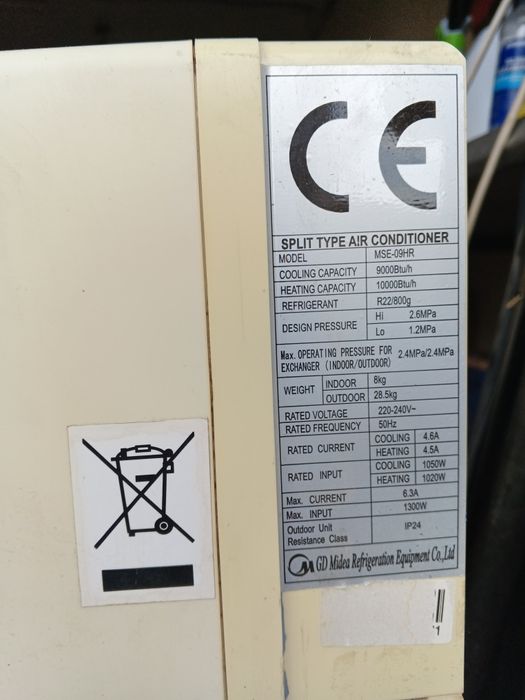 CE
SPLIT TYPE AIR CONDITIONER
MODEL MSE-09HR
COOLING CAPACITY 9000Btu/h
HEATING CAPACITY 10000Btu/h
REFRIGERANT R22/800g
DESIGN PRESSURE Hi 2.6MPa
Lo 1.2MPa
Max. OPERATING PRESSURE FOR 2.4MPa/2.4MPa
EXCHANGER (INDOOR/OUTDOOR)
WEIGHT INDOOR 8kg
OUTDOOR 28.5kg
RATED VOLTAGE 220-240V~
RATED FREQUENCY 50Hz
RATED CURRENT COOLING 4.6A
HEATING 4.5A
RATED INPUT COOLING 1050W
HEATING 1020W
Max. CURRENT 6.3A
Max. INPUT 1300W
Outdoor Unit IP24
Resistance Class
GD Midea Refrigeration Equipment Co.,Ltd
1